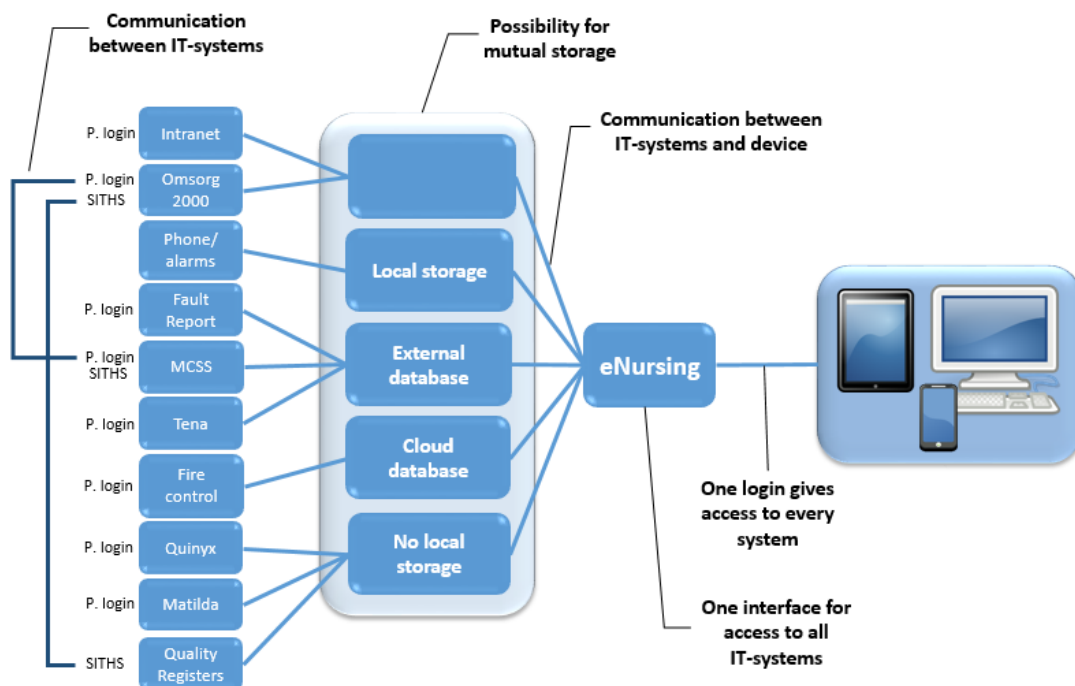 Communication
between IT-systems
Possibility for
mutual storage
Communication between
IT-systems and device
P. login
Intranet
P. login
SITHS
Omsorg
2000
Phone/
alarms
P. login
Fault
Report
P. login
SITHS
MCSS
P. login
Tena
P. login
Fire
control
P. login
Quinyx
P. login
Matilda
SITHS
Quality
Registers
Local storage
External
database
Cloud
database
No local
storage
eNursing
One login gives
access to every
system
One interface for
access to all
IT-systems